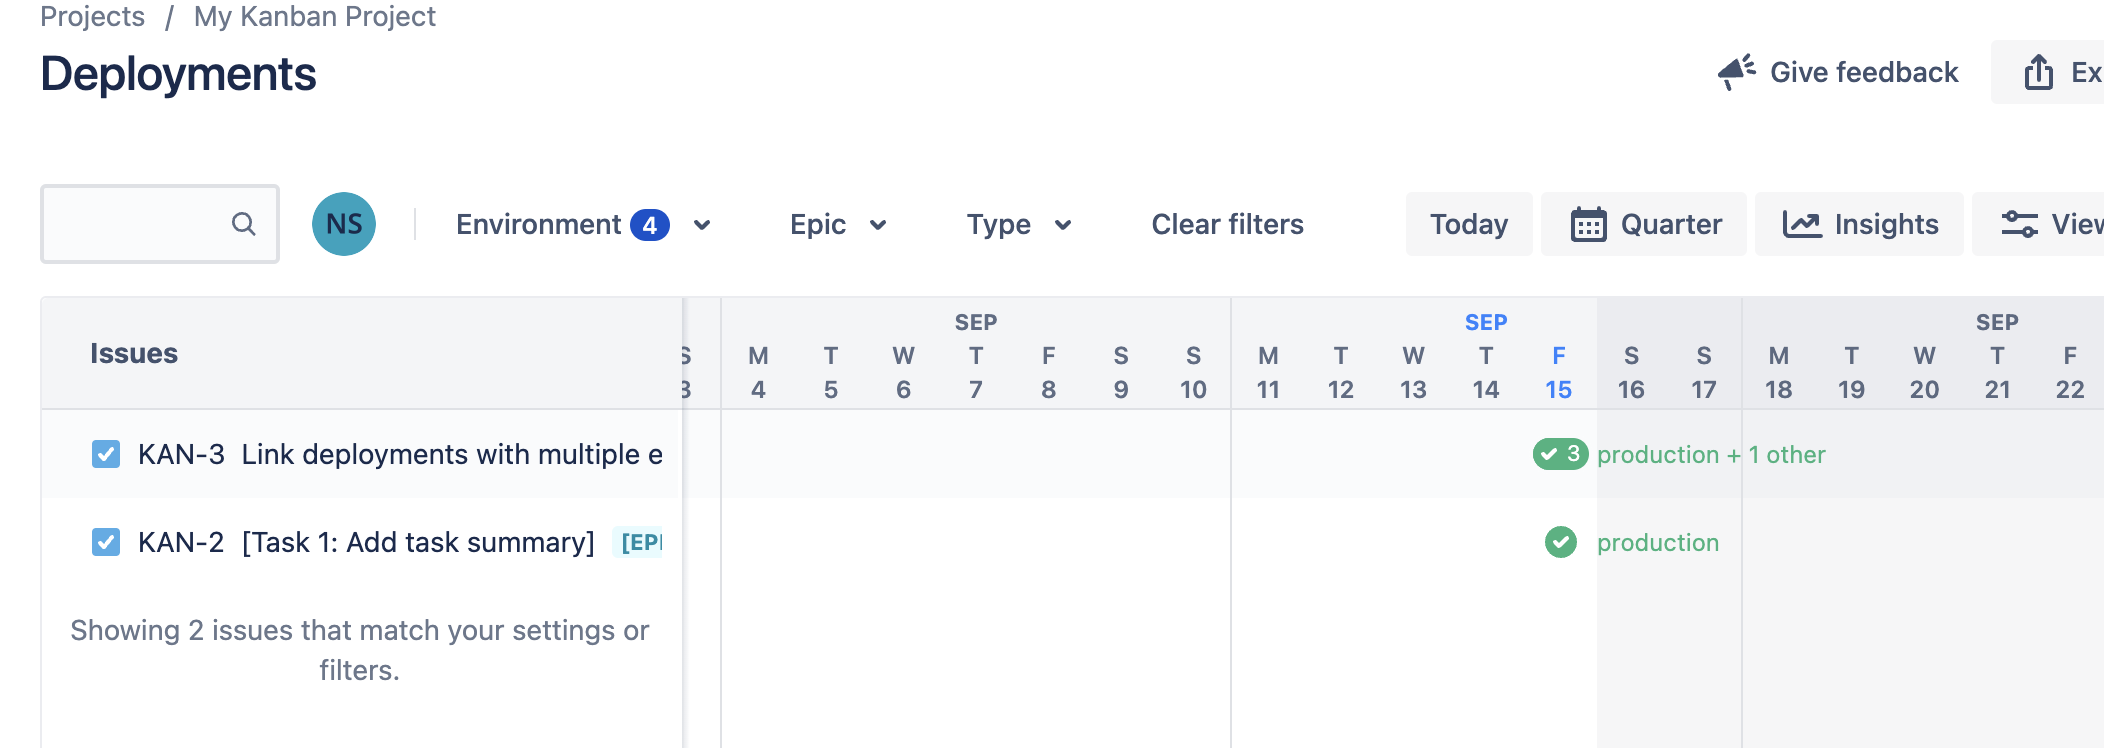 Projects / My Kanban Project
Deployments
Give feedback
Ex
NS
Environment 4
Epic
Type
Clear filters
Today
Quarter
Insights
View
Issues
SEP SEP SEP
S M T W T F S S M T W T F S S M T W T F
3 4 5 6 7 8 9 10 11 12 13 14 15 16 17 18 19 20 21 22
KAN-3 Link deployments with multiple e
3 production + 1 other
KAN-2 [Task 1: Add task summary] [EPI
production
Showing 2 issues that match your settings or
filters.